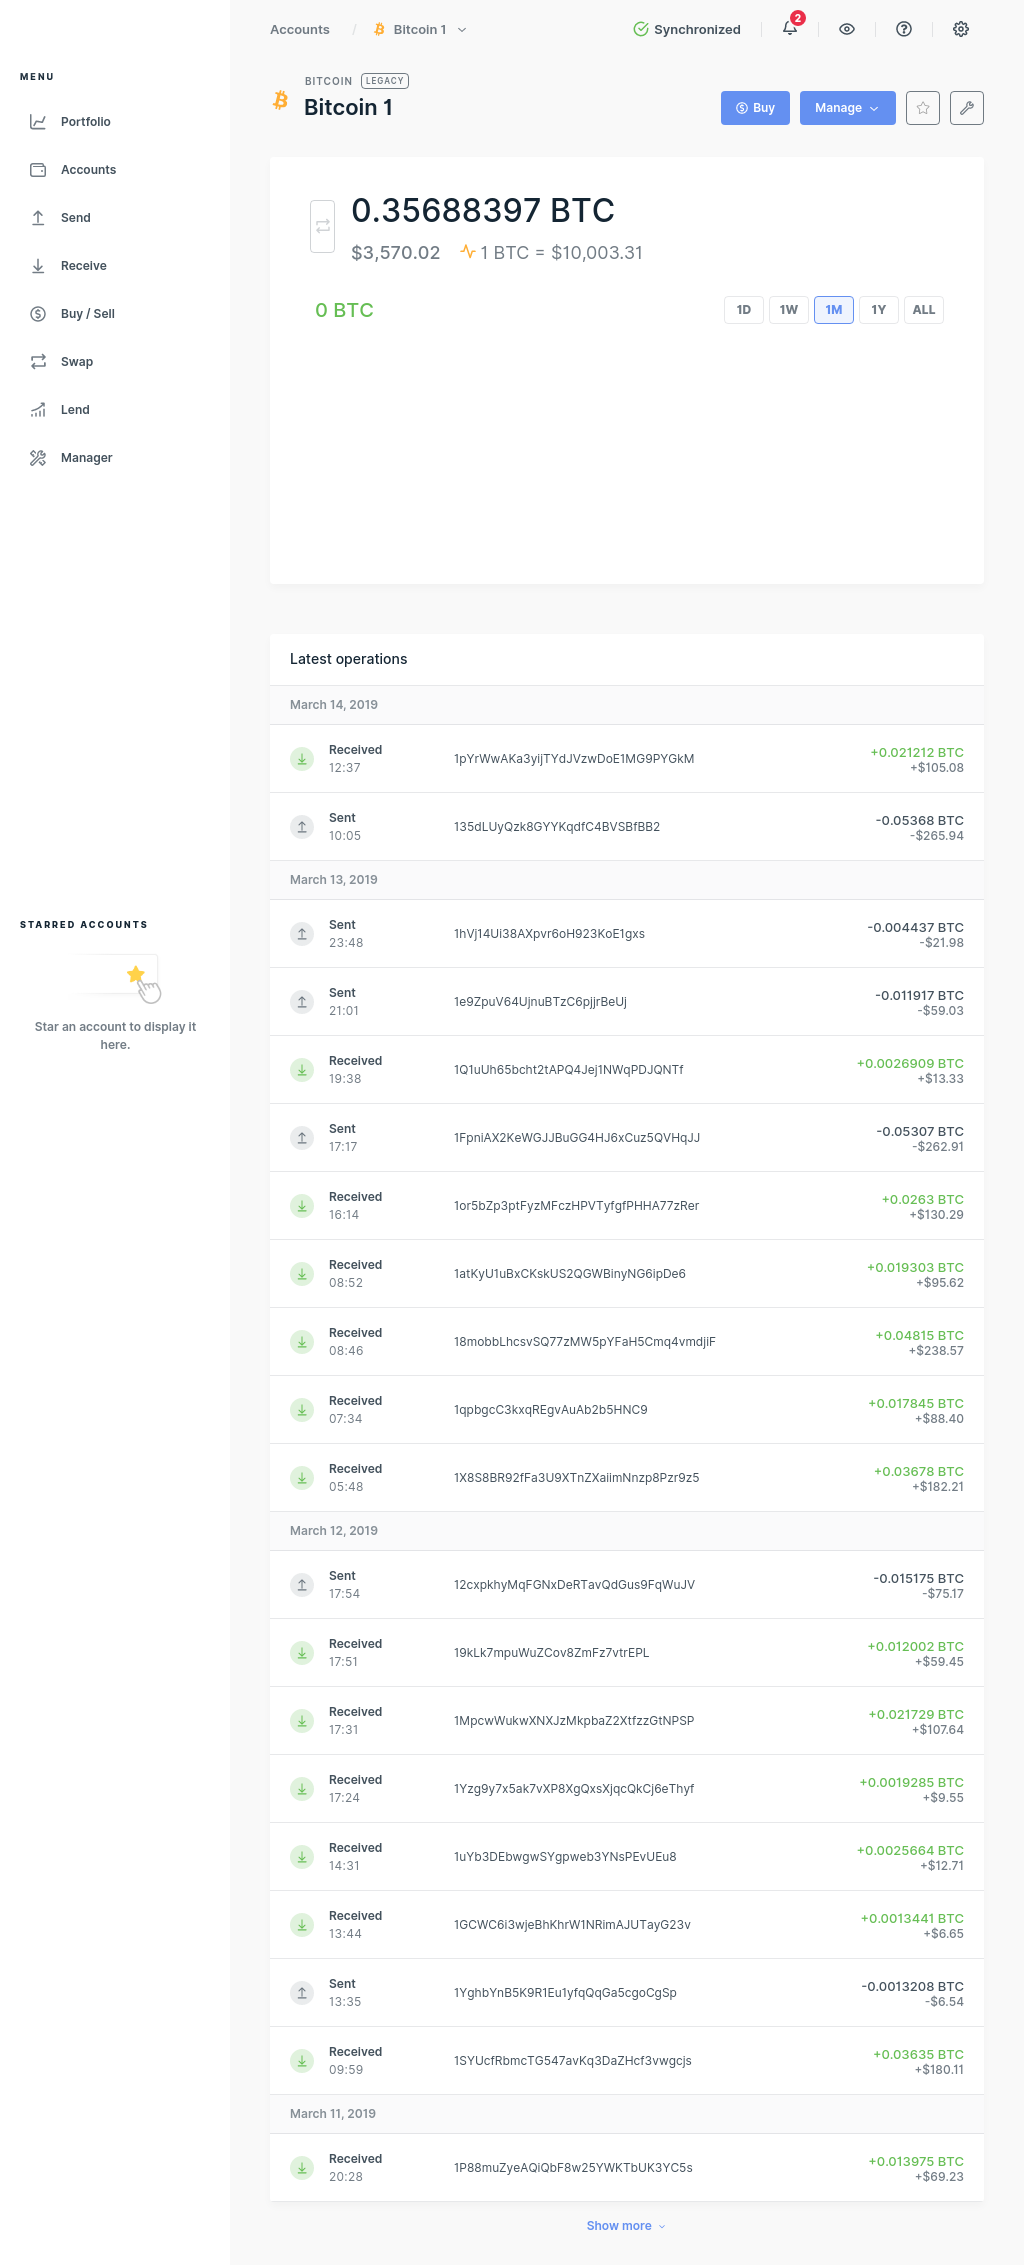 Accounts / Bitcoin 1
Synchronized
2
MENU
Portfolio
Accounts
Send
Receive
Buy / Sell
Swap
Lend
Manager
STARRED ACCOUNTS
Star an account to display it
here.
BITCOIN LEGACY
Bitcoin 1
Buy
Manage
0.35688397 BTC
$3,570.02 1 BTC = $10,003.31
0 BTC
1D 1W 1M 1Y ALL
Latest operations
March 14, 2019
Received
12:37
1pYrWwAKa3yijTYdJVzwDoE1MG9PYGkM
+0.021212 BTC
+$105.08
Sent
10:05
135dLUyQzk8GYYKqdfC4BVSBfBB2
-0.05368 BTC
-$265.94
March 13, 2019
Sent
23:48
1hVj14Ui38AXpvr6oH923KoE1gxs
-0.004437 BTC
-$21.98
Sent
21:01
1e9ZpuV64UjnuBTzC6pjjrBeUj
-0.011917 BTC
-$59.03
Received
19:38
1Q1uUh65bcht2tAPQ4Jej1NWqPDJQNTf
+0.0026909 BTC
+$13.33
Sent
17:17
1FpniAX2KeWGJJBuGG4HJ6xCuz5QVHqJJ
-0.05307 BTC
-$262.91
Received
16:14
1or5bZp3ptFyzMFczHPVTyfgfPHHA77zRer
+0.0263 BTC
+$130.29
Received
08:52
1atKyU1uBxCKskUS2QGWBinyNG6ipDe6
+0.019303 BTC
+$95.62
Received
08:46
18mobbLhcsvSQ77zMW5pYFaH5Cmq4vmdjiF
+0.04815 BTC
+$238.57
Received
07:34
1qpbgcC3kxqREgvAuAb2b5HNC9
+0.017845 BTC
+$88.40
Received
05:48
1X8S8BR92fFa3U9XTnZXaiimNnzp8Pzr9z5
+0.03678 BTC
+$182.21
March 12, 2019
Sent
17:54
12cxpkhyMqFGNxDeRTavQdGus9FqWuJV
-0.015175 BTC
-$75.17
Received
17:51
19kLk7mpuWuZCov8ZmFz7vtrEPL
+0.012002 BTC
+$59.45
Received
17:31
1MpcwWukwXNXJzMkpbaZ2XtfzzGtNPSP
+0.021729 BTC
+$107.64
Received
17:24
1Yzg9y7x5ak7vXP8XgQxsXjqcQkCj6eThyf
+0.0019285 BTC
+$9.55
Received
14:31
1uYb3DEbwgwSYgpweb3YNsPEvUEu8
+0.0025664 BTC
+$12.71
Received
13:44
1GCWC6i3wjeBhKhrW1NRimAJUTayG23v
+0.0013441 BTC
+$6.65
Sent
13:35
1YghbYnB5K9R1Eu1yfqQqGa5cgoCgSp
-0.0013208 BTC
-$6.54
Received
09:59
1SYUcfRbmcTG547avKq3DaZHcf3vwgcjs
+0.03635 BTC
+$180.11
March 11, 2019
Received
20:28
1P88muZyeAQiQbF8w25YWKTbUK3YC5s
+0.013975 BTC
+$69.23
Show more